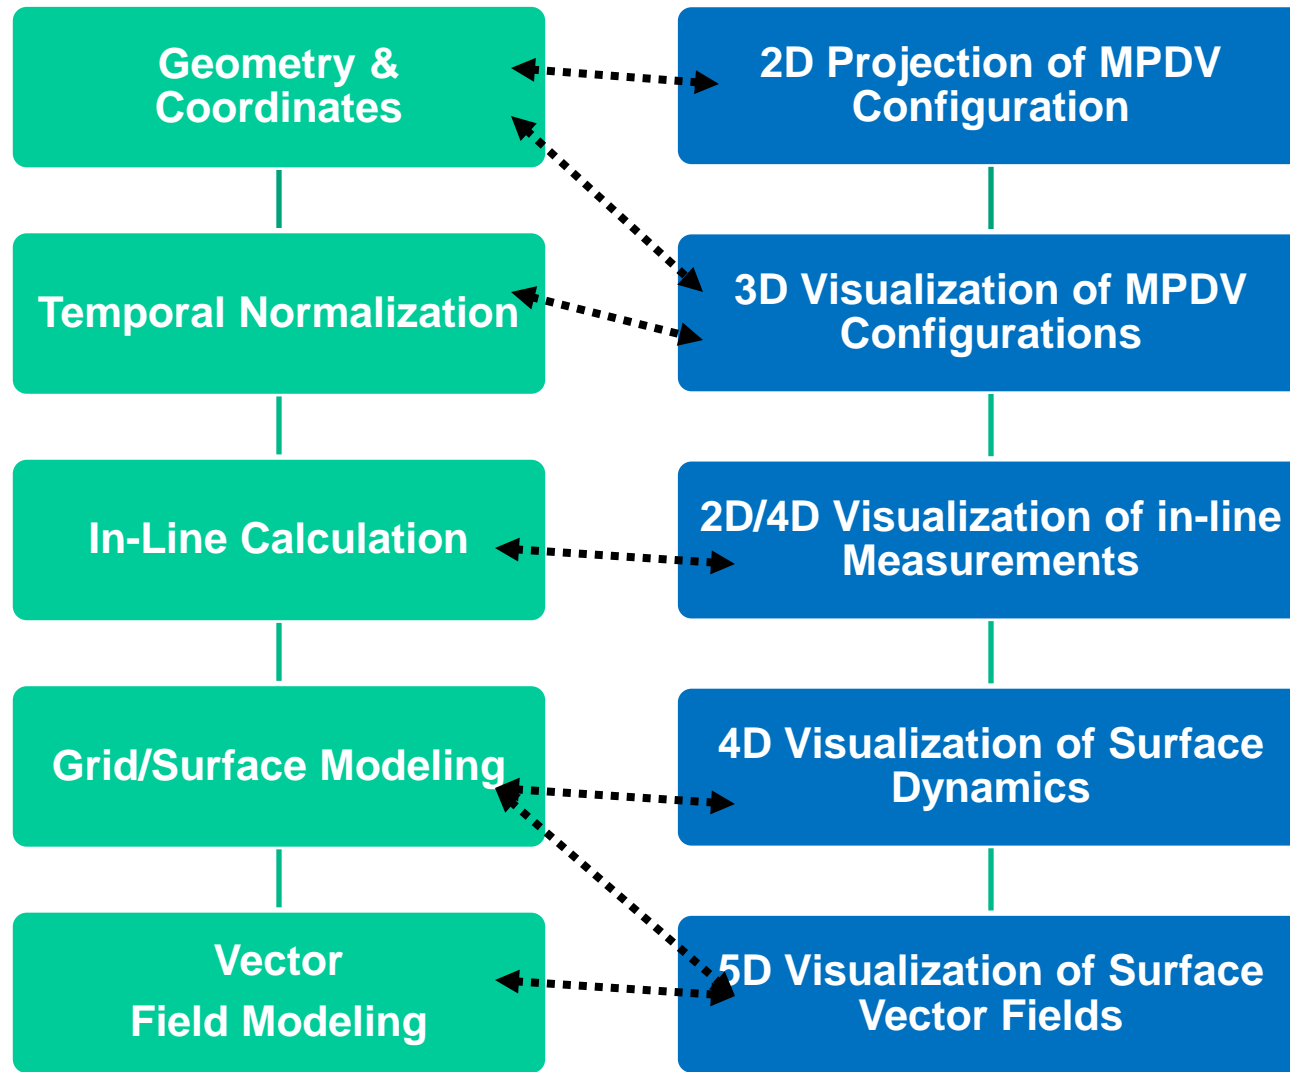 Geometry &
Coordinates
2D Projection of MPDV
Configuration
Temporal Normalization
3D Visualization of MPDV
Configurations
In-Line Calculation
2D/4D Visualization of in-line
Measurements
Grid/Surface Modeling
4D Visualization of Surface
Dynamics
Vector
Field Modeling
5D Visualization of Surface
Vector Fields